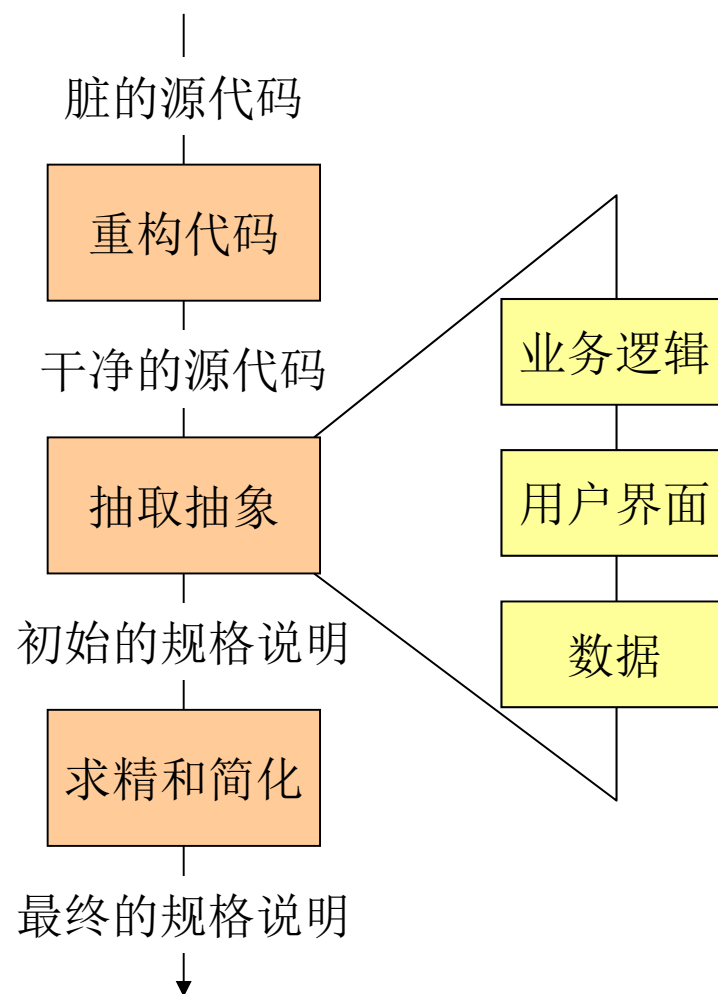 脏的源代码
重构代码
干净的源代码
抽取抽象
初始的规格说明
求精和简化
最终的规格说明
业务逻辑
用户界面
数据